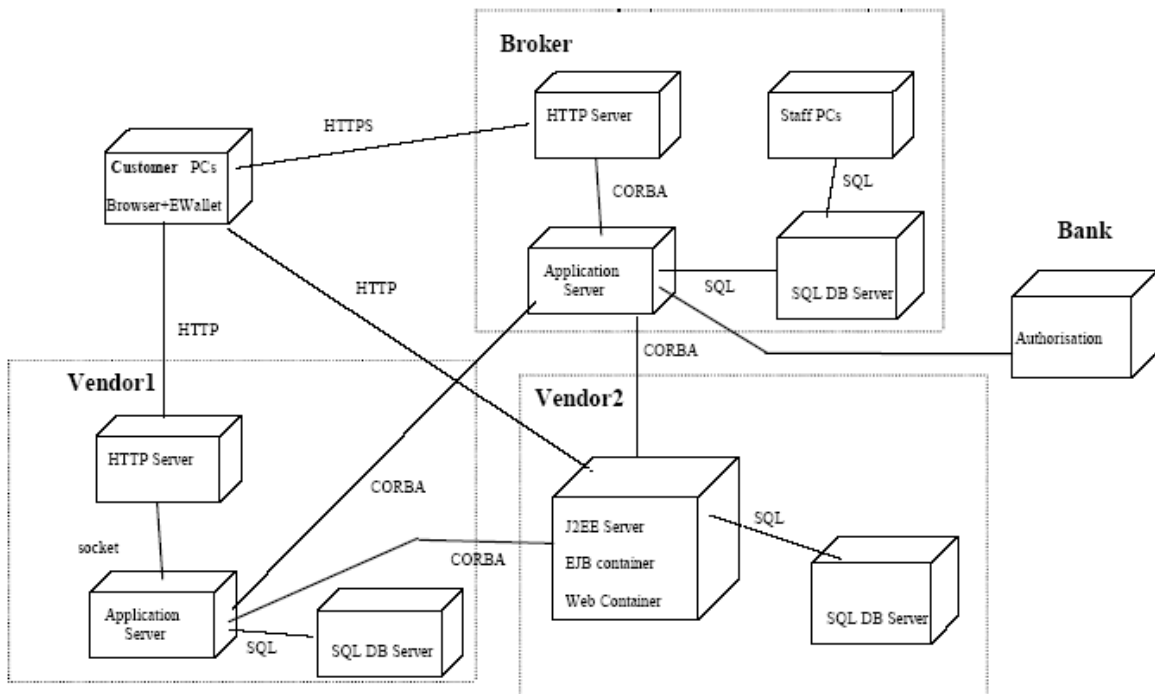 Broker
HTTP Server
Staff PCs
HTTPS
Customer PCs
Browser+EWallet
CORBA
SQL
Bank
Application
Server
SQL
SQL DB Server
HTTP
HTTP
Authorisation
CORBA
Vendor1
Vendor2
HTTP Server
CORBA
J2EE Server
SQL
socket
CORBA
EJB container
Web Container
Application
Server
SQL
SQL DB Server
SQL DB Server